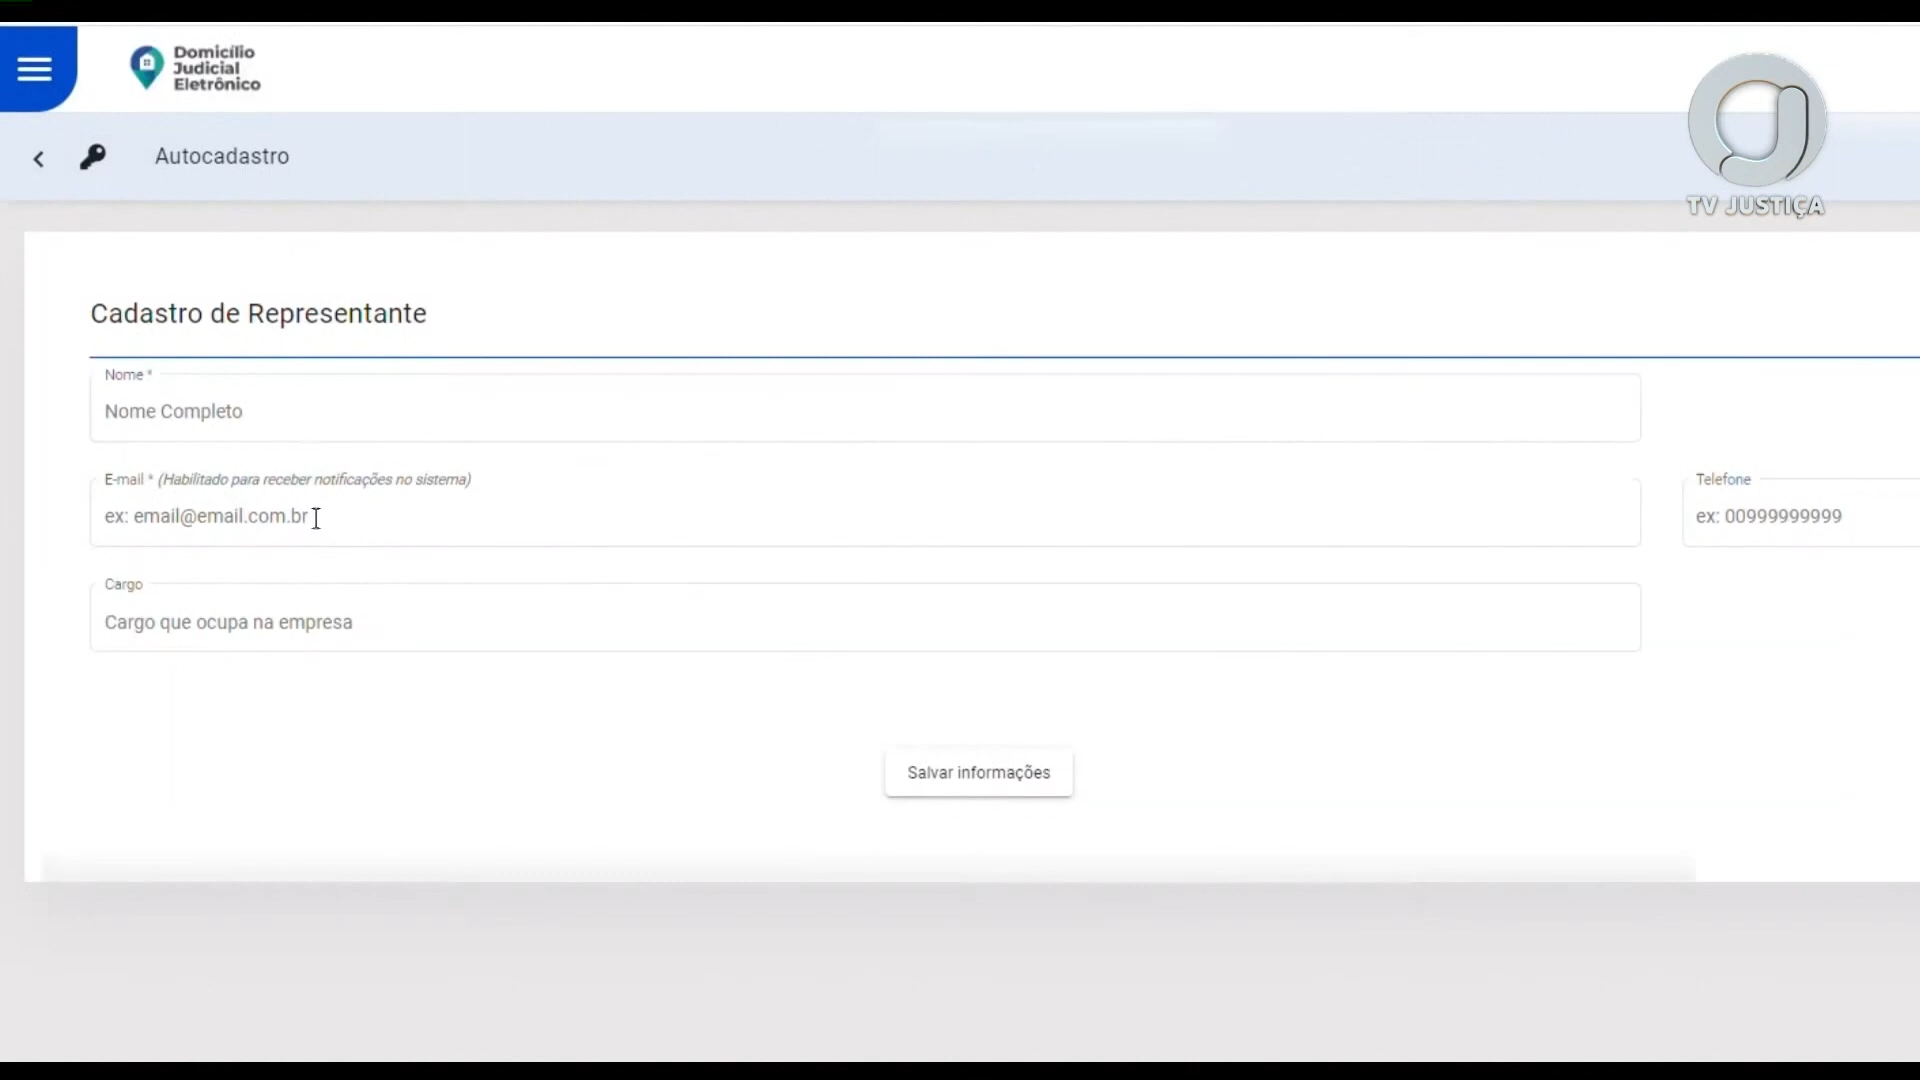 Domicílio
Judicial
Eletrônico
TV JUSTIÇA
Autocadastro
Cadastro de Representante
Nome *
Nome Completo
E-mail * (Habilitado para receber notificações no sistema)
ex: email@email.com.br
Telefone
ex: 00999999999
Cargo
Cargo que ocupa na empresa
Salvar informações